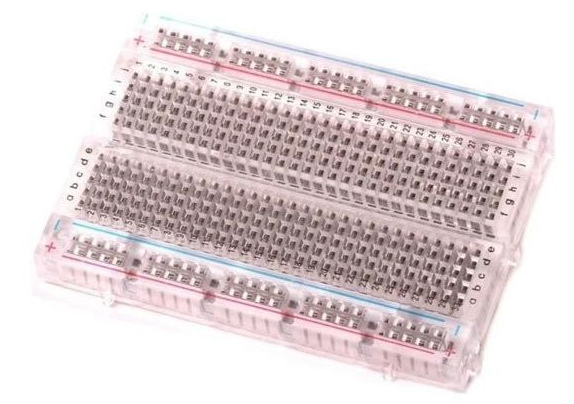 − −
+ +
1 2 3 4 5 6 7 8 9 10 11 12 13 14 15 16 17 18 19 20 21 22 23 24 25 26 27 28 29 30
f g h i j
f g h i j
a b c d e
a b c d e
− −
+ +